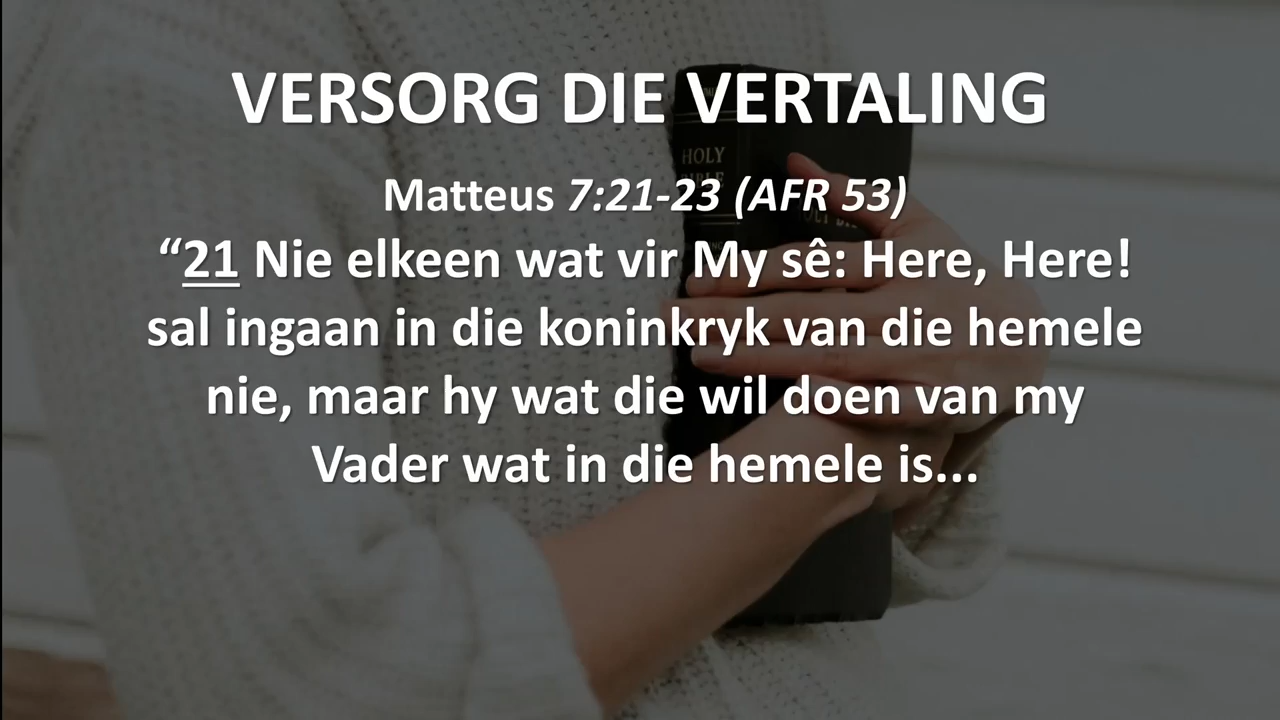 VERSORG DIE VERTALING
Matteus 7:21-23 (AFR 53)
“21 Nie elkeen wat vir My sê: Here, Here!
sal ingaan in die koninkryk van die hemele
nie, maar hy wat die wil doen van my
Vader wat in die hemele is...
HOLY